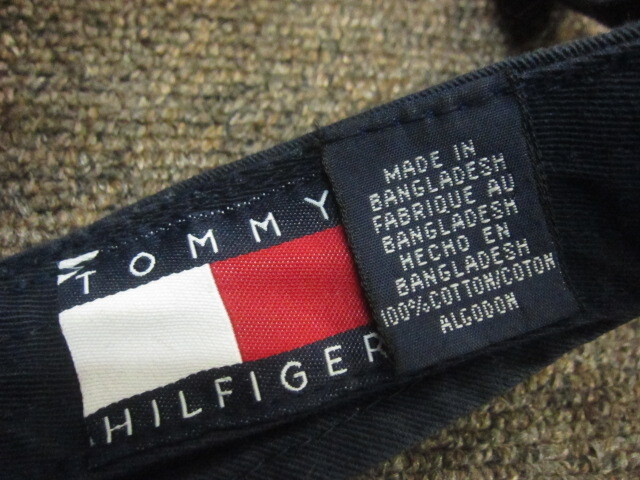 TOMMY
HILFIGER
MADE IN
BANGLADESH
FABRIQUE AU
BANGLADESH
HECHO EN
BANGLADESH
100% COTTON/COTON
ALGODON